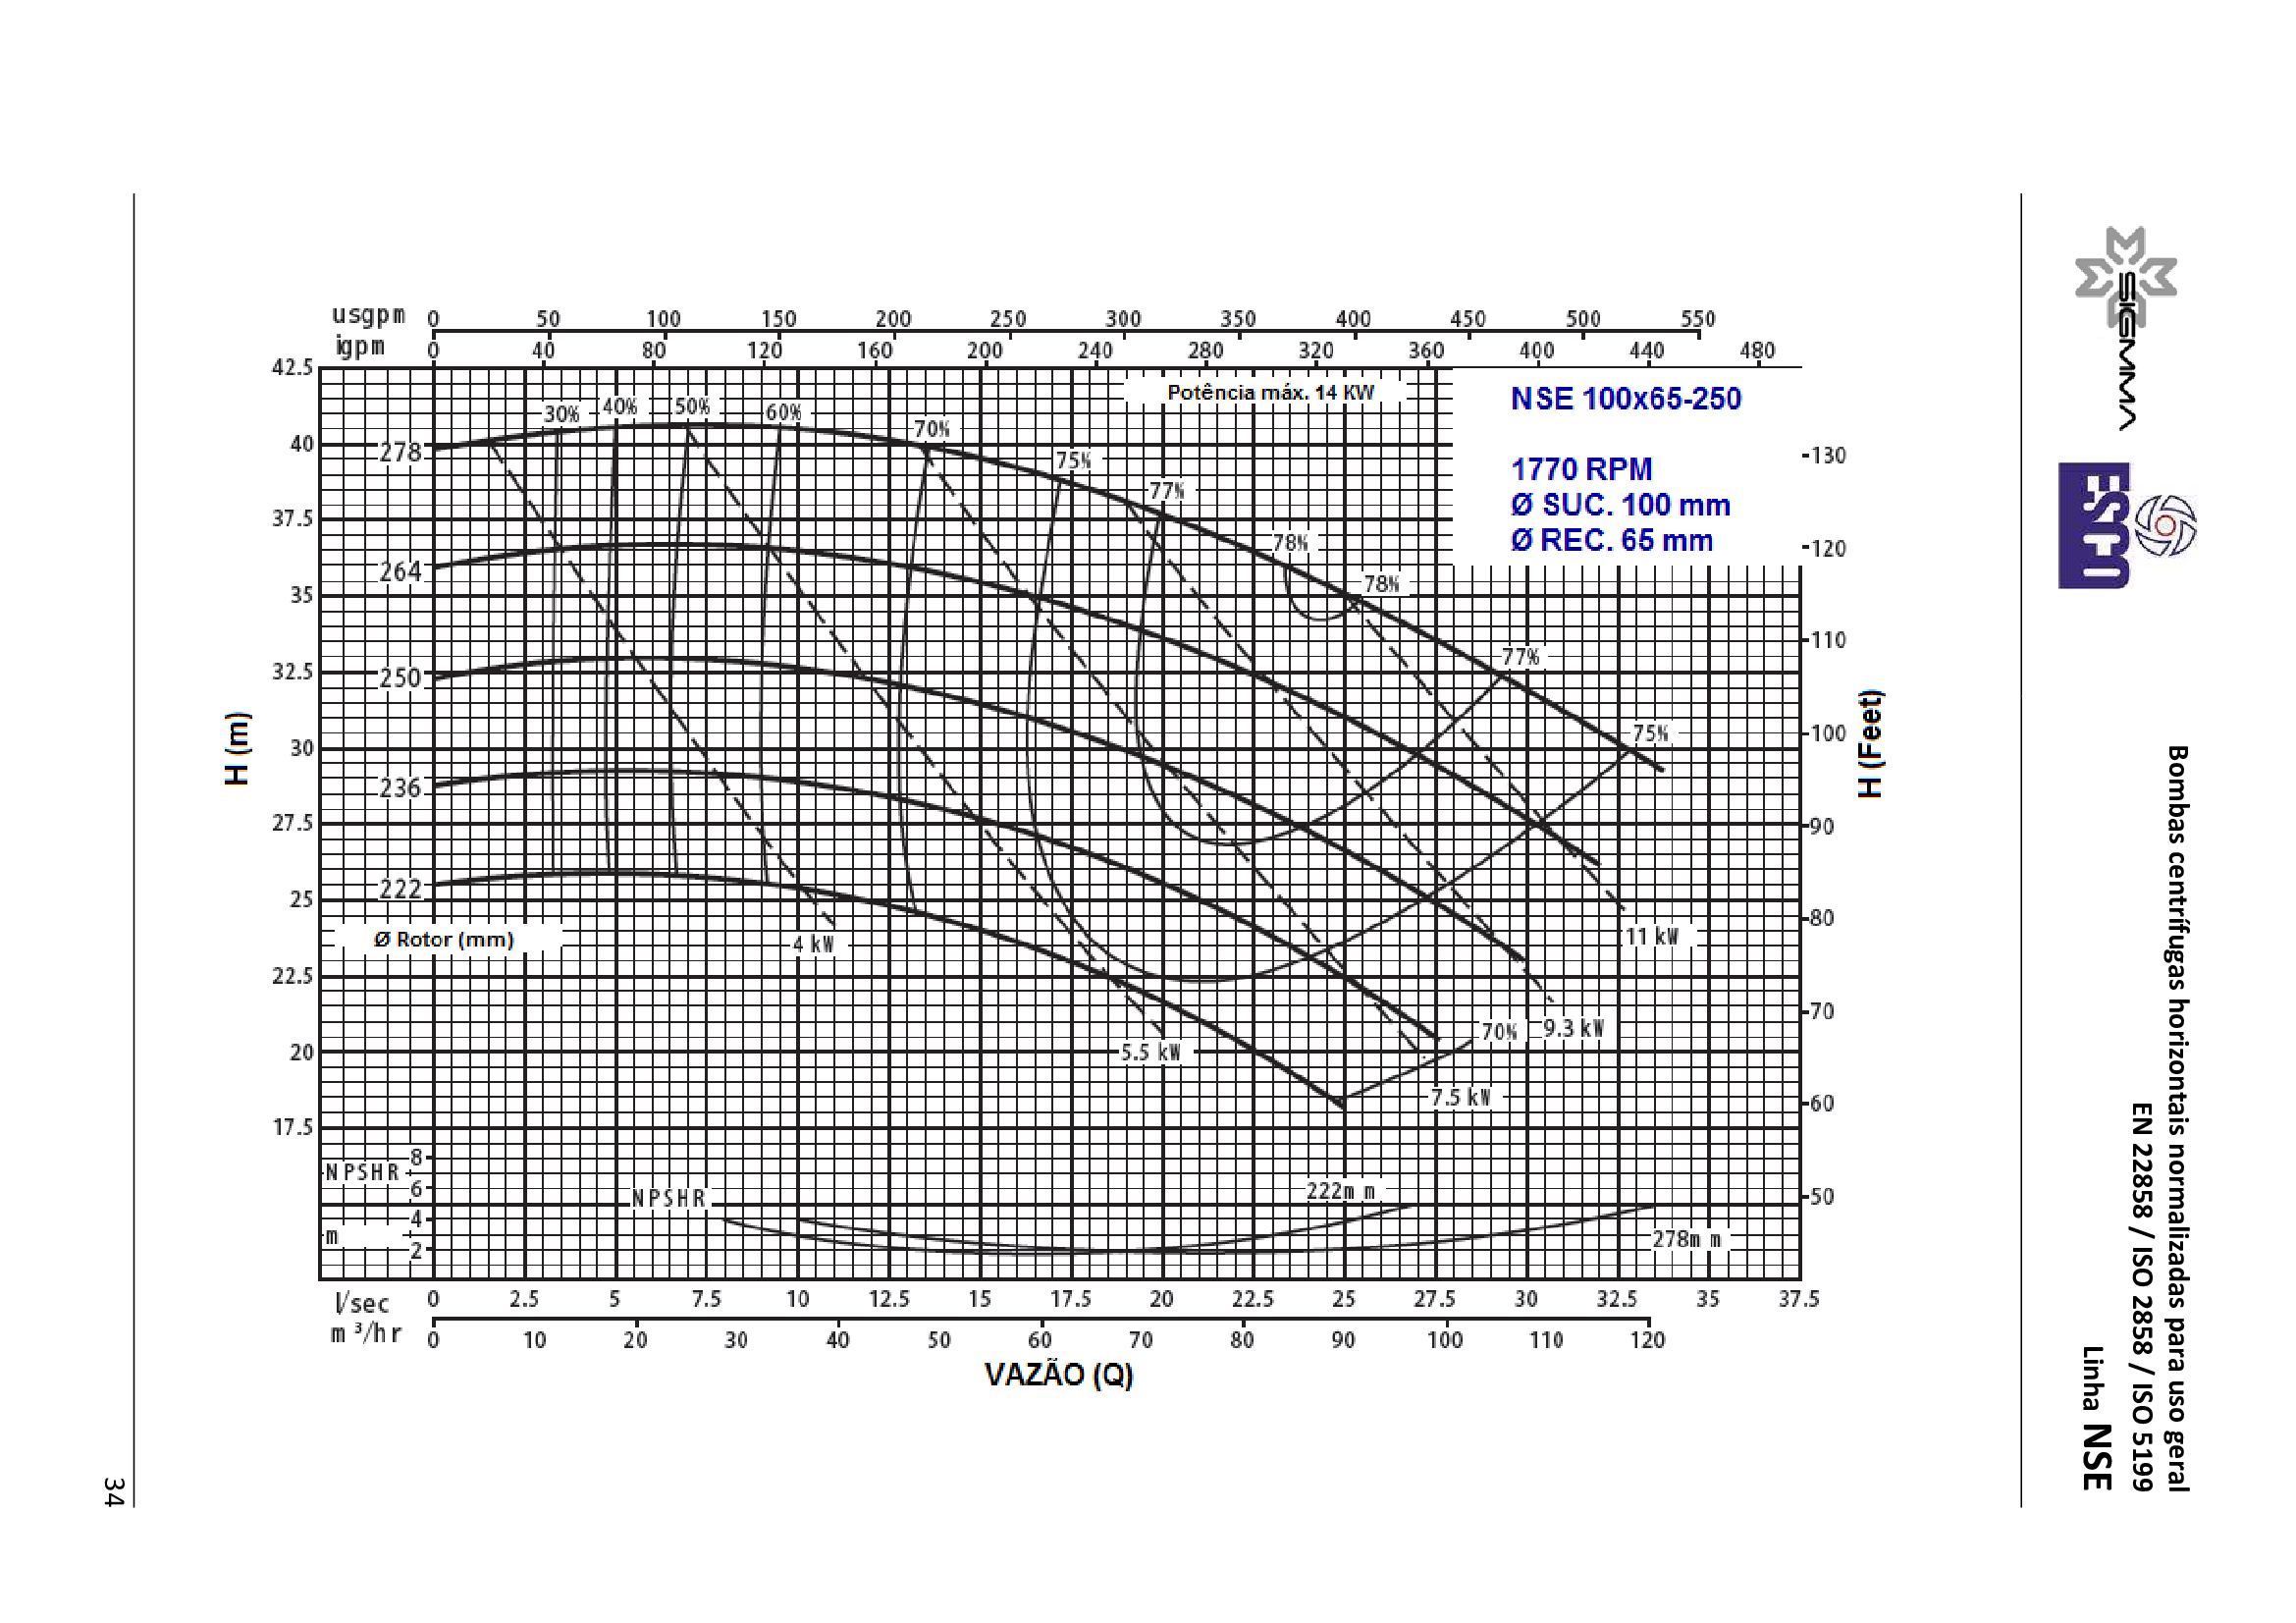 usgpm 0 50 100 150 200 250 300 350 400 450 500 550
igpm 0 40 80 120 160 200 240 280 320 360 400 440 480
42.5
40
37.5
35
32.5
30
27.5
25
22.5
20
17.5
H (m)
278
264
250
236
222
Ø Rotor (mm)
30% 40% 50% 60% 70% 75% 77% 78%
78%
77%
75%
70%
Potência máx. 14 KW
NSE 100x65-250
1770 RPM
Ø SUC. 100 mm
Ø REC. 65 mm
4 kW
5.5 kW
7.5 kW
9.3 kW
11 kW
130
120
110
100
90
80
70
60
50
H (Feet)
NPSHR
m
8
6
4
2
NPSHR
222mm
278mm
l/sec 0 2.5 5 7.5 10 12.5 15 17.5 20 22.5 25 27.5 30 32.5 35 37.5
m³/hr 0 10 20 30 40 50 60 70 80 90 100 110 120
VAZÃO (Q)
SIGMMA
ESCO
Bombas centrífugas horizontais normalizadas para uso geral
EN 22858 / ISO 2858 / ISO 5199
Linha NSE
34